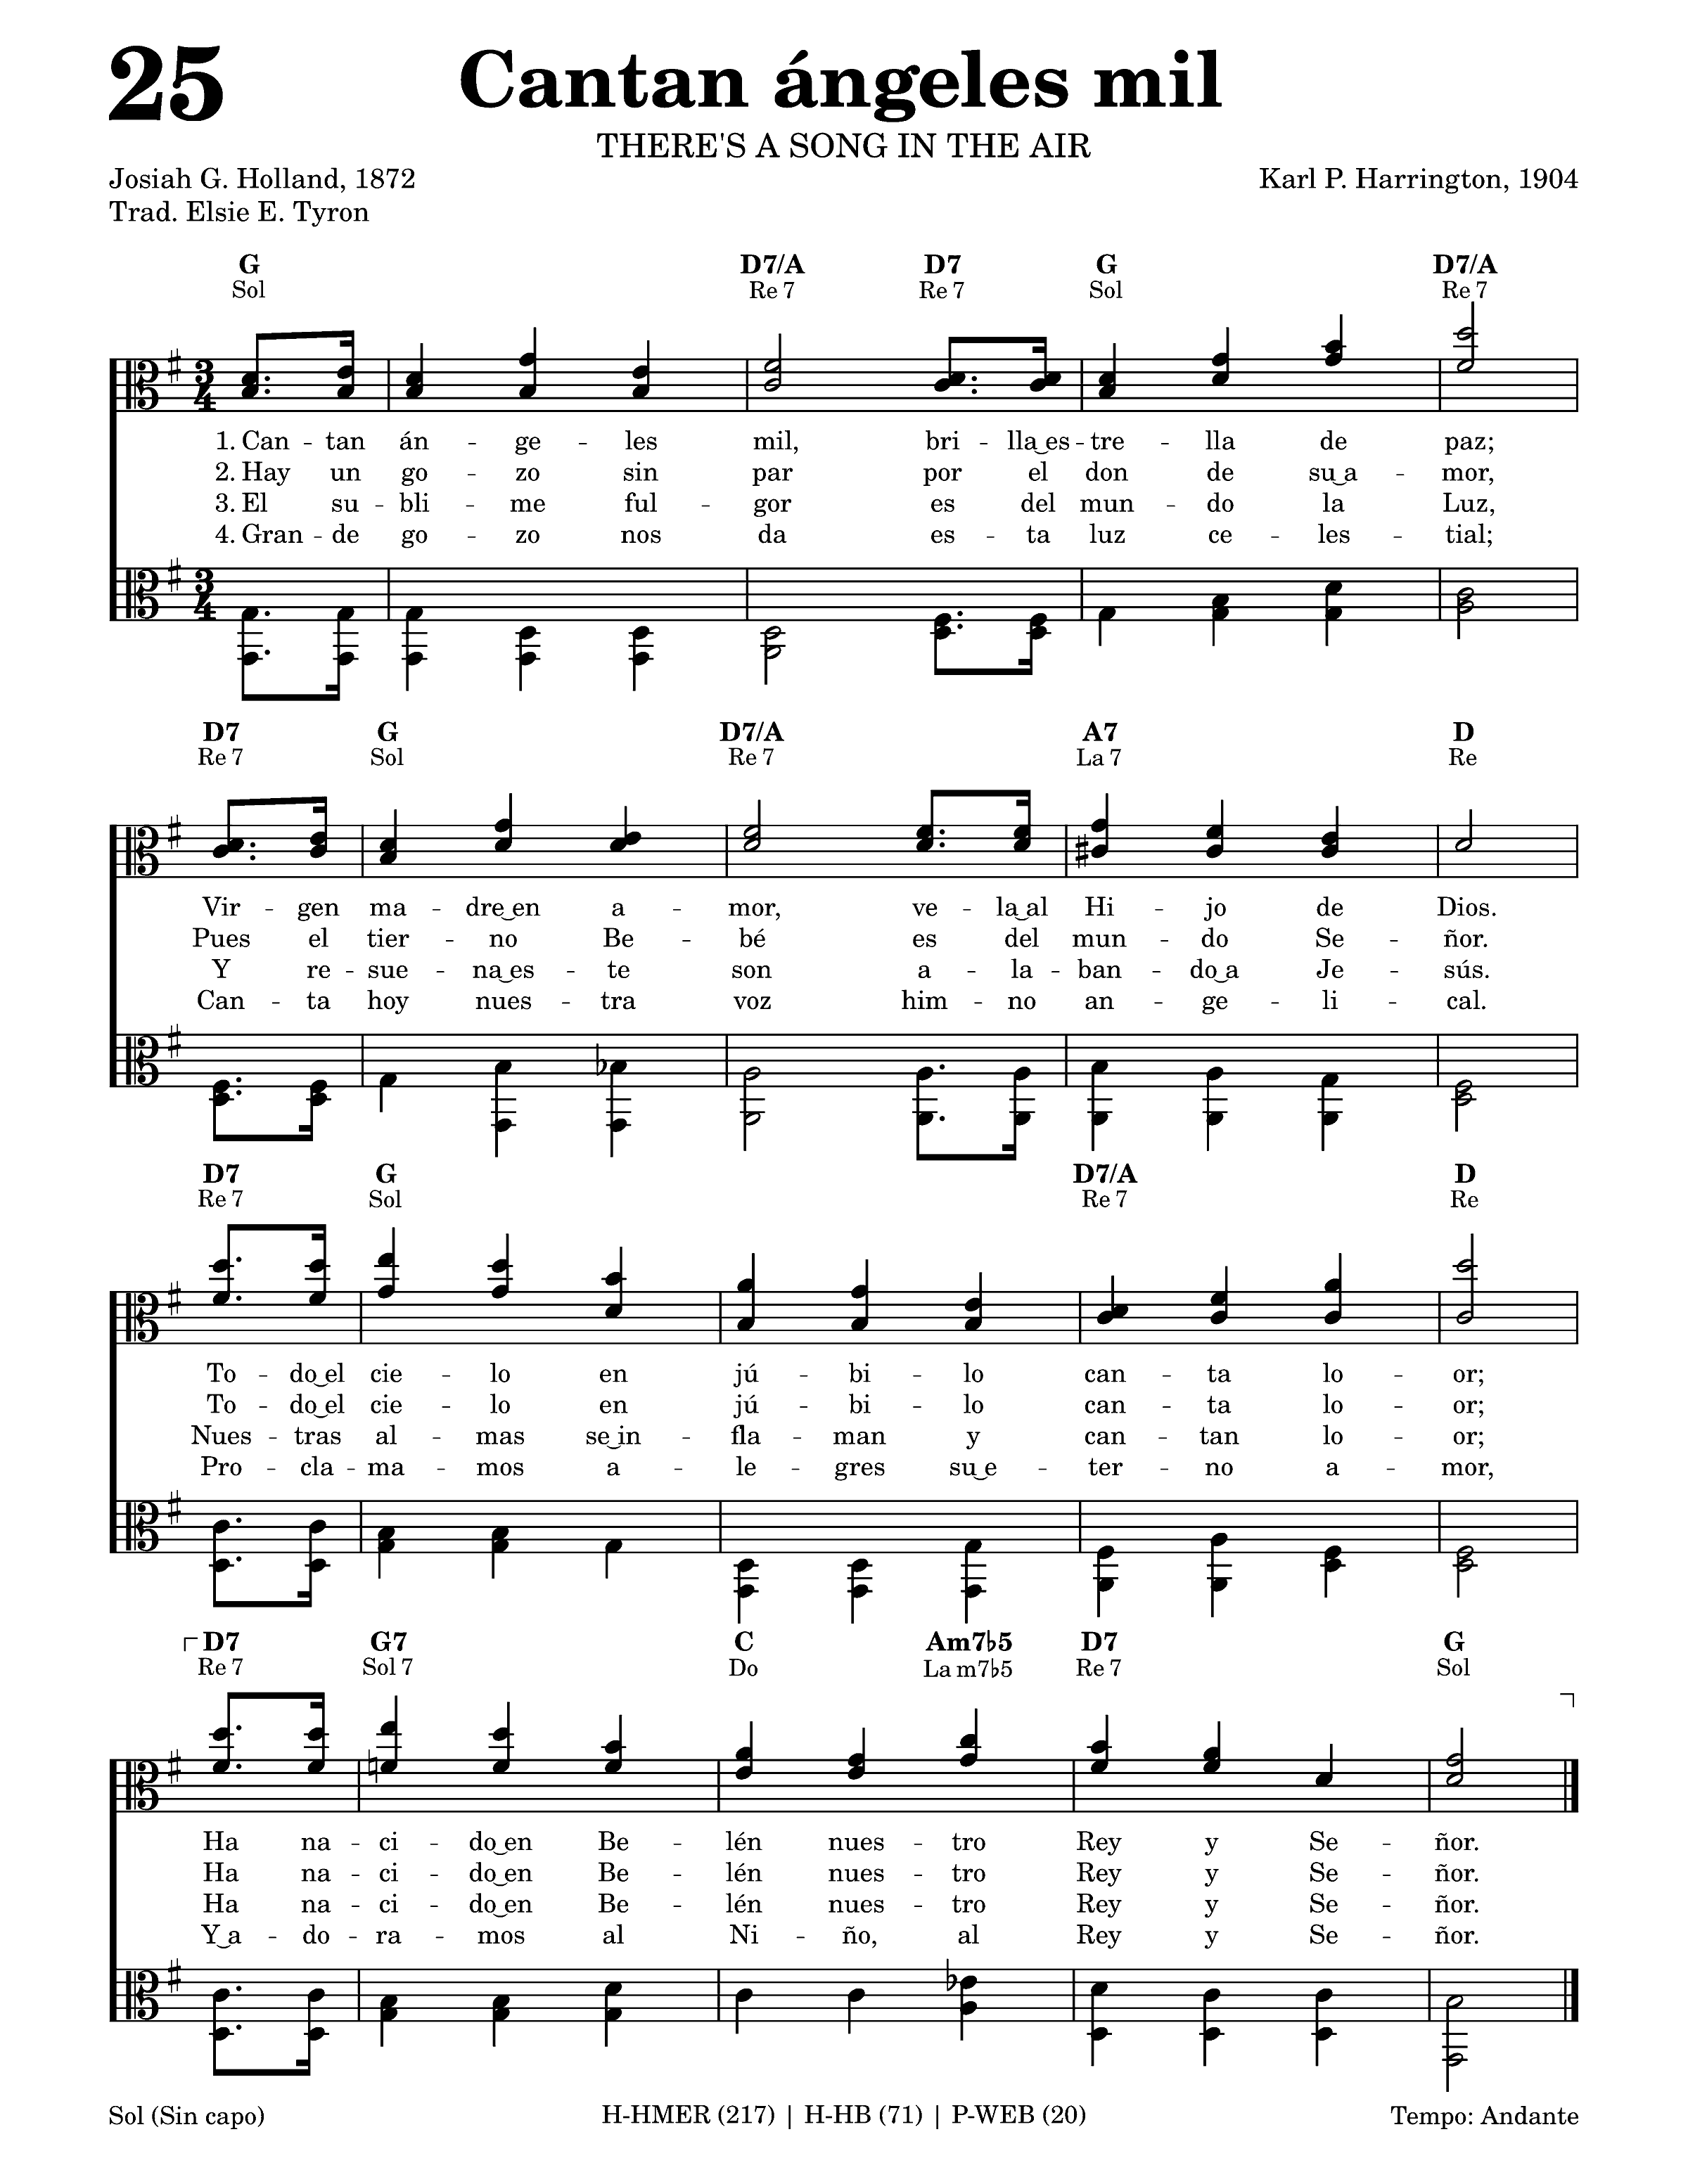 25
Cantan ángeles mil
THERE'S A SONG IN THE AIR
Josiah G. Holland, 1872
Karl P. Harrington, 1904
Trad. Elsie E. Tyron
G D7/A D7 G D7/A
Sol Re 7 Re 7 Sol Re 7
3 4
1. Can -- tan án -- ge -- les mil, bri -- lla‿es -- tre -- lla de paz;
2. Hay un go -- zo sin par por el don de su‿a -- mor,
3. El su -- bli -- me ful -- gor es del mun -- do la Luz,
4. Gran -- de go -- zo nos da es -- ta luz ce -- les -- tial;
3 4
D7 G D7/A A7 D
Re 7 Sol Re 7 La 7 Re
Vir -- gen ma -- dre‿en a -- mor, ve -- la‿al Hi -- jo de Dios.
Pues el tier -- no Be -- bé es del mun -- do Se -- ñor.
Y re -- sue -- na‿es -- te son a -- la -- ban -- do‿a Je -- sús.
Can -- ta hoy nues -- tra voz him -- no an -- ge -- li -- cal.
D7 G D7/A D
Re 7 Sol Re 7 Re
To -- do‿el cie -- lo en jú -- bi -- lo can -- ta lo -- or;
To -- do‿el cie -- lo en jú -- bi -- lo can -- ta lo -- or;
Nues -- tras al -- mas se‿in -- fla -- man y can -- tan lo -- or;
Pro -- cla -- ma -- mos a -- le -- gres su‿e -- ter -- no a -- mor,
D7 G7 C Am7♭5 D7 G
Re 7 Sol 7 Do La m7♭5 Re 7 Sol
Ha na -- ci -- do‿en Be -- lén nues -- tro Rey y Se -- ñor.
Ha na -- ci -- do‿en Be -- lén nues -- tro Rey y Se -- ñor.
Ha na -- ci -- do‿en Be -- lén nues -- tro Rey y Se -- ñor.
Y‿a -- do -- ra -- mos al Ni -- ño, al Rey y Se -- ñor.
Sol (Sin capo)
H-HMER (217) | H-HB (71) | P-WEB (20)
Tempo: Andante